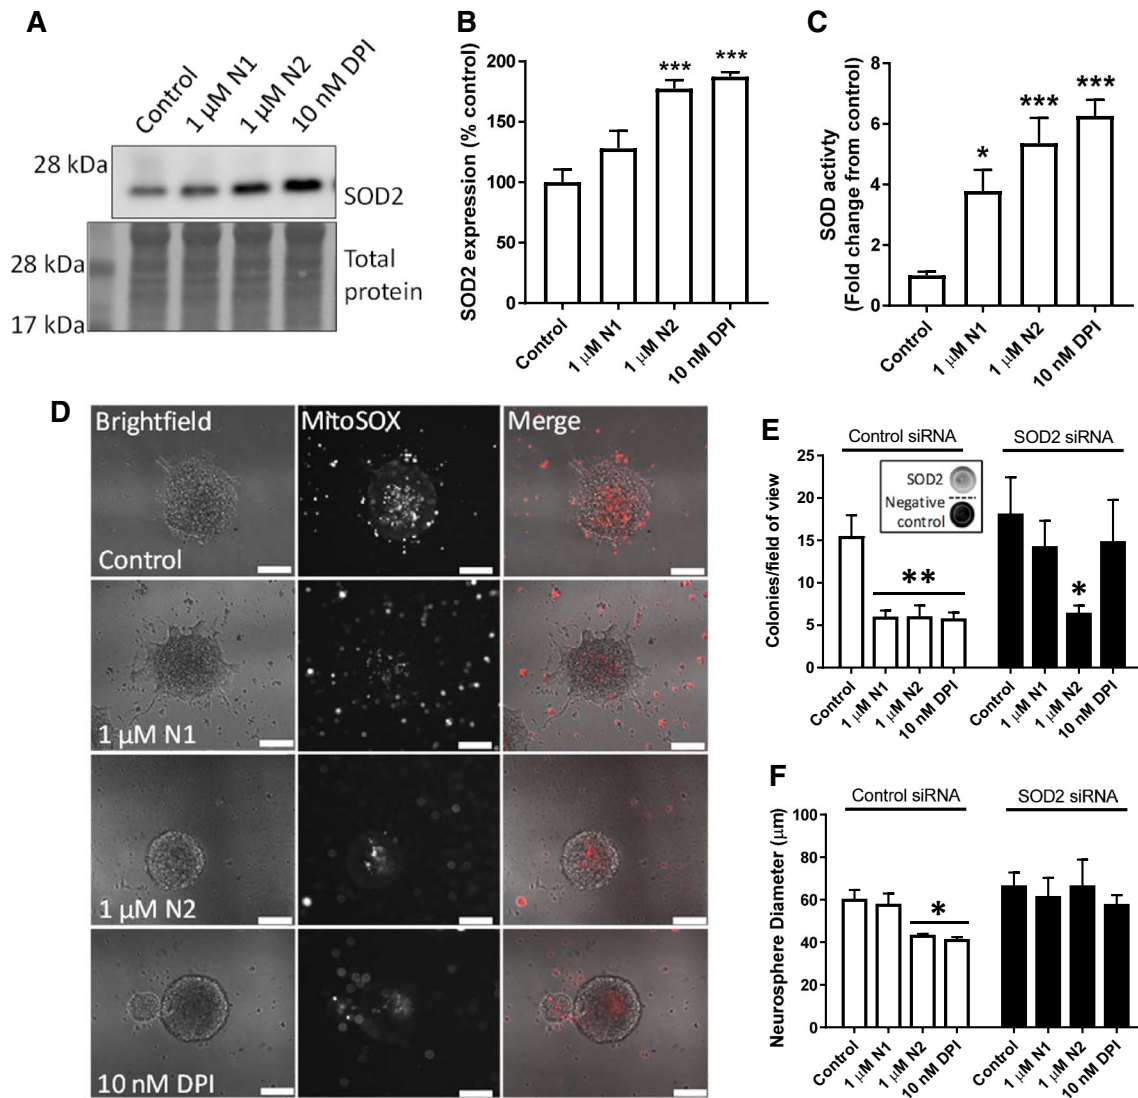 A
Control
1 µM N1
1 µM N2
10 nM DPI
28 kDa
SOD2
28 kDa
17 kDa
Total
protein
B
SOD2 expression (% control)
200
150
100
50
0
***
***
Control
1 µM N1
1 µM N2
10 nM DPI
C
SOD activty
(Fold change from control)
8
6
4
2
0
*
***
***
Control
1 µM N1
1 µM N2
10 nM DPI
D
Brightfield
MitoSOX
Merge
Control
1 µM N1
1 µM N2
10 nM DPI
E
Control siRNA
SOD2 siRNA
Colonies/field of view
25
20
15
10
5
0
SOD2
Negative
control
**
*
Control
1 µM N1
1 µM N2
10 nM DPI
Control
1 µM N1
1 µM N2
10 nM DPI
F
Control siRNA
SOD2 siRNA
Neurosphere Diameter (µm)
100
80
60
40
20
0
*
Control
1 µM N1
1 µM N2
10 nM DPI
Control
1 µM N1
1 µM N2
10 nM DPI